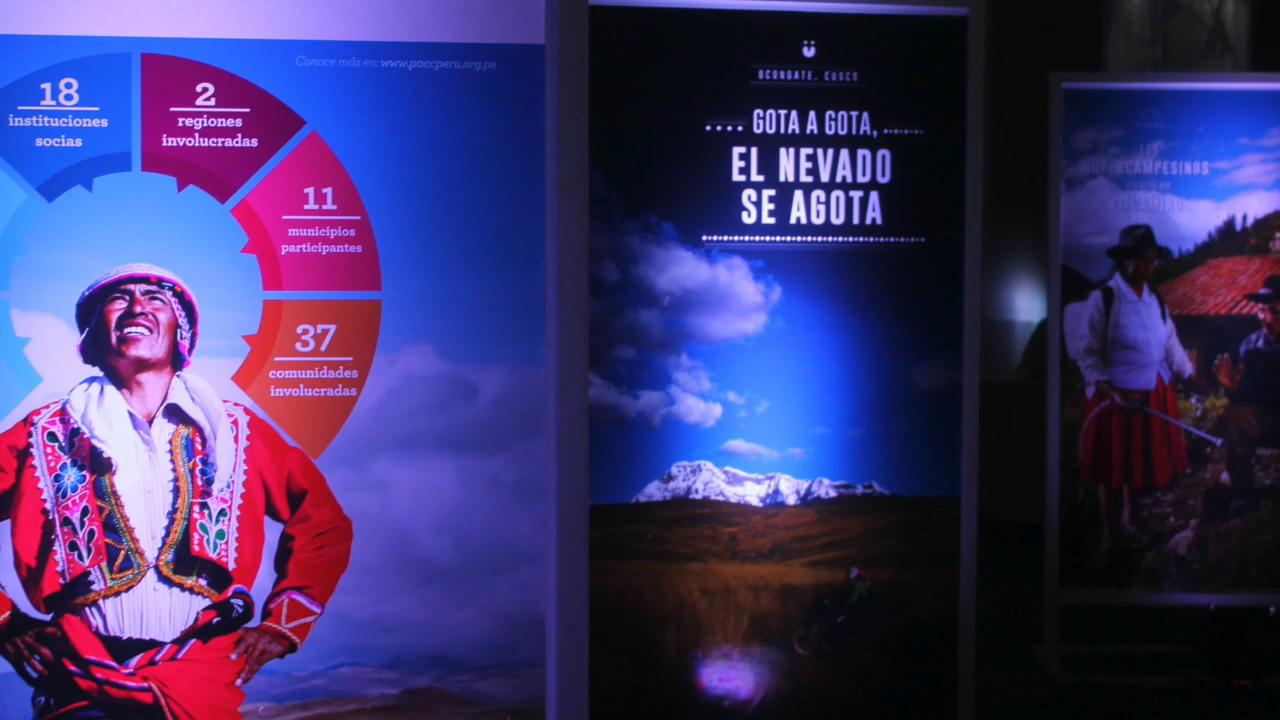 Conoce más en: www.paccperu.org.pe
18
instituciones
socias
2
regiones
involucradas
11
municipios
participantes
37
comunidades
involucradas
OCONGATE, CUSCO
GOTA A GOTA,
EL NEVADO
SE AGOTA
SUPERCAMPESINOS